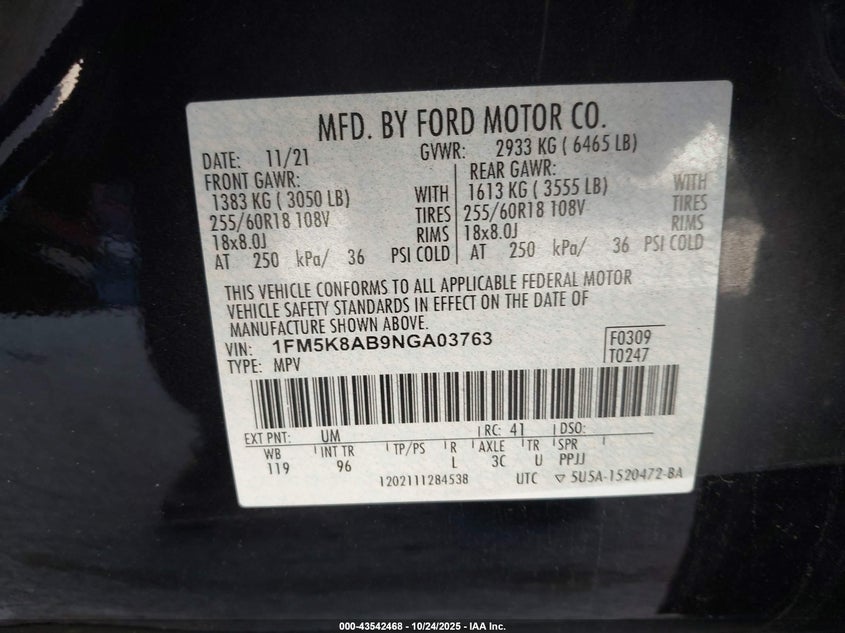 MFD. BY FORD MOTOR CO.
DATE: 11/21 GVWR: 2933 KG ( 6465 LB)
FRONT GAWR: REAR GAWR:
1383 KG ( 3050 LB) WITH 1613 KG ( 3555 LB) WITH
255/60R18 108V TIRES 255/60R18 108V TIRES
18x8.0J RIMS 18x8.0J RIMS
AT 250 kPa/ 36 PSI COLD AT 250 kPa/ 36 PSI COLD
THIS VEHICLE CONFORMS TO ALL APPLICABLE FEDERAL MOTOR
VEHICLE SAFETY STANDARDS IN EFFECT ON THE DATE OF
MANUFACTURE SHOWN ABOVE.
VIN: 1FM5K8AB9NGA03763 F0309
TYPE: MPV T0247
EXT PNT: UM RC: 41 DSO:
WB INT TR TP/PS R AXLE TR SPR
119 96 L 3C U PPJJ
1202111284538 UTC ▽ 5U5A-1520472-BA
000-43542468 - 10/24/2025 - IAA Inc.